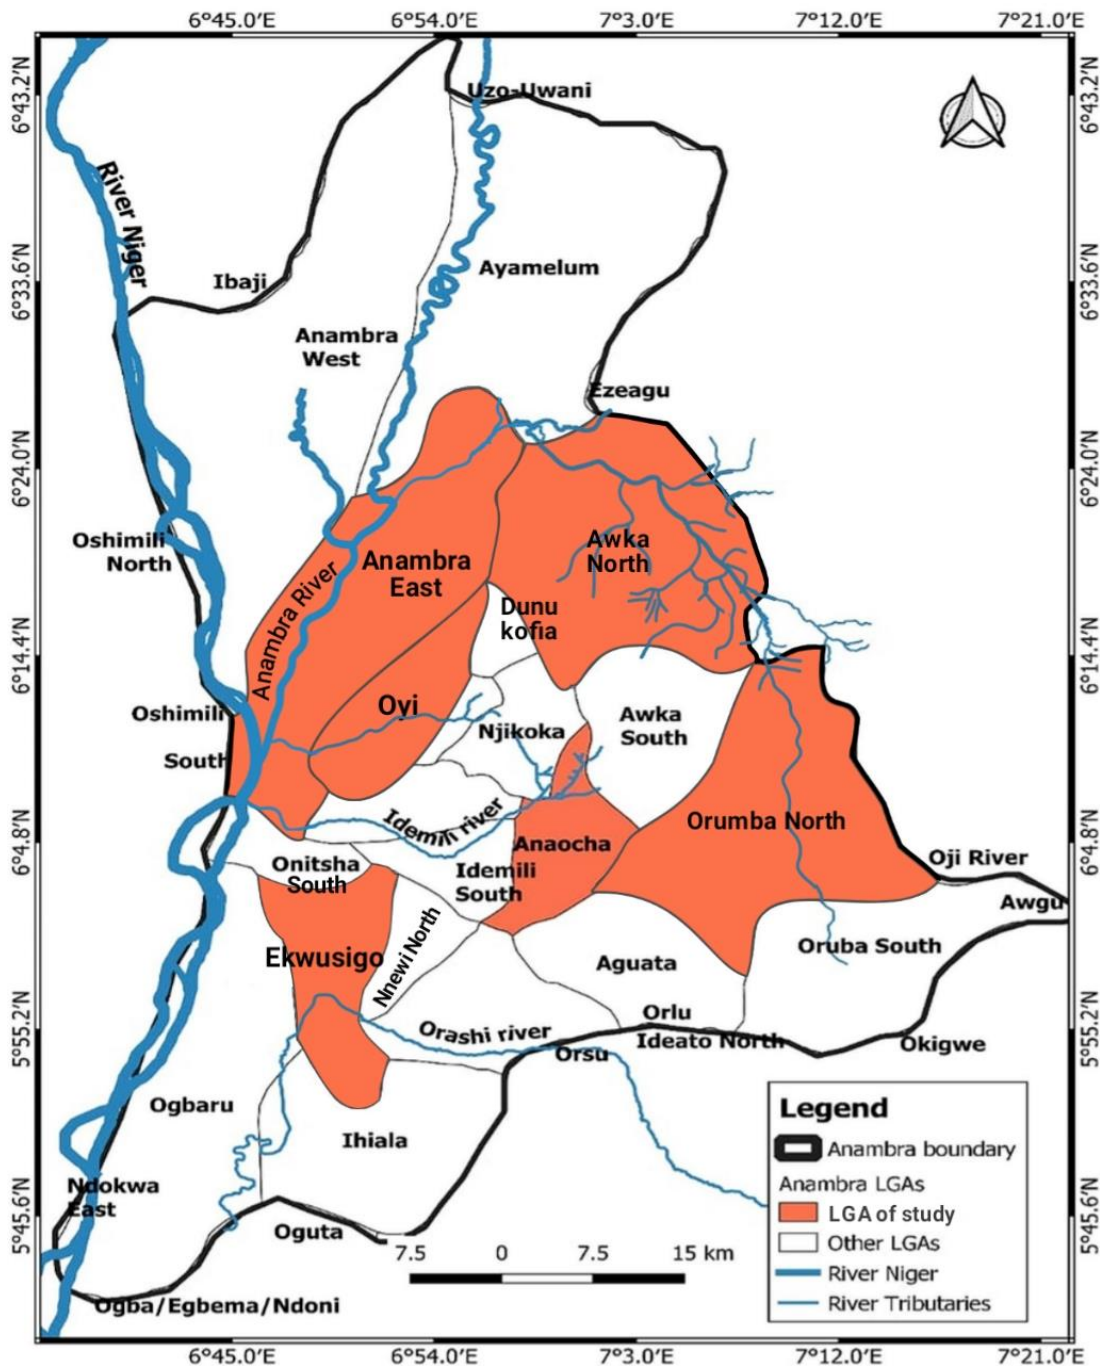 6°45.0'E 6°54.0'E 7°3.0'E 7°12.0'E 7°21.0'E
6°43.2'N
6°43.2'N
Uzo-Uwani
River Niger
Ayamelum
Ibaji
6°33.6'N
6°33.6'N
Anambra
West
Ezeagu
6°24.0'N
6°24.0'N
Oshimili
North
Anambra
East
Awka
North
Anambra River
Dunu
kofia
6°14.4'N
6°14.4'N
Oyi
Oshimili
South
Njikoka
Awka
South
Idemili river
Orumba North
6°4.8'N
6°4.8'N
Anaocha
Onitsha
South
Idemili
South
Oji River
Awgu
Ekwusigo
Nnewi North
Aguata
Oruba South
Orlu
Orashi river
Ideato North
Orsu
Okigwe
5°55.2'N
5°55.2'N
Ogbaru
Ihiala
Ndokwa
East
Oguta
5°45.6'N
5°45.6'N
Ogba/Egbema/Ndoni
7.5 0 7.5 15 km
Legend
Anambra boundary
Anambra LGAs
LGA of study
Other LGAs
River Niger
River Tributaries
6°45.0'E 6°54.0'E 7°3.0'E 7°12.0'E 7°21.0'E